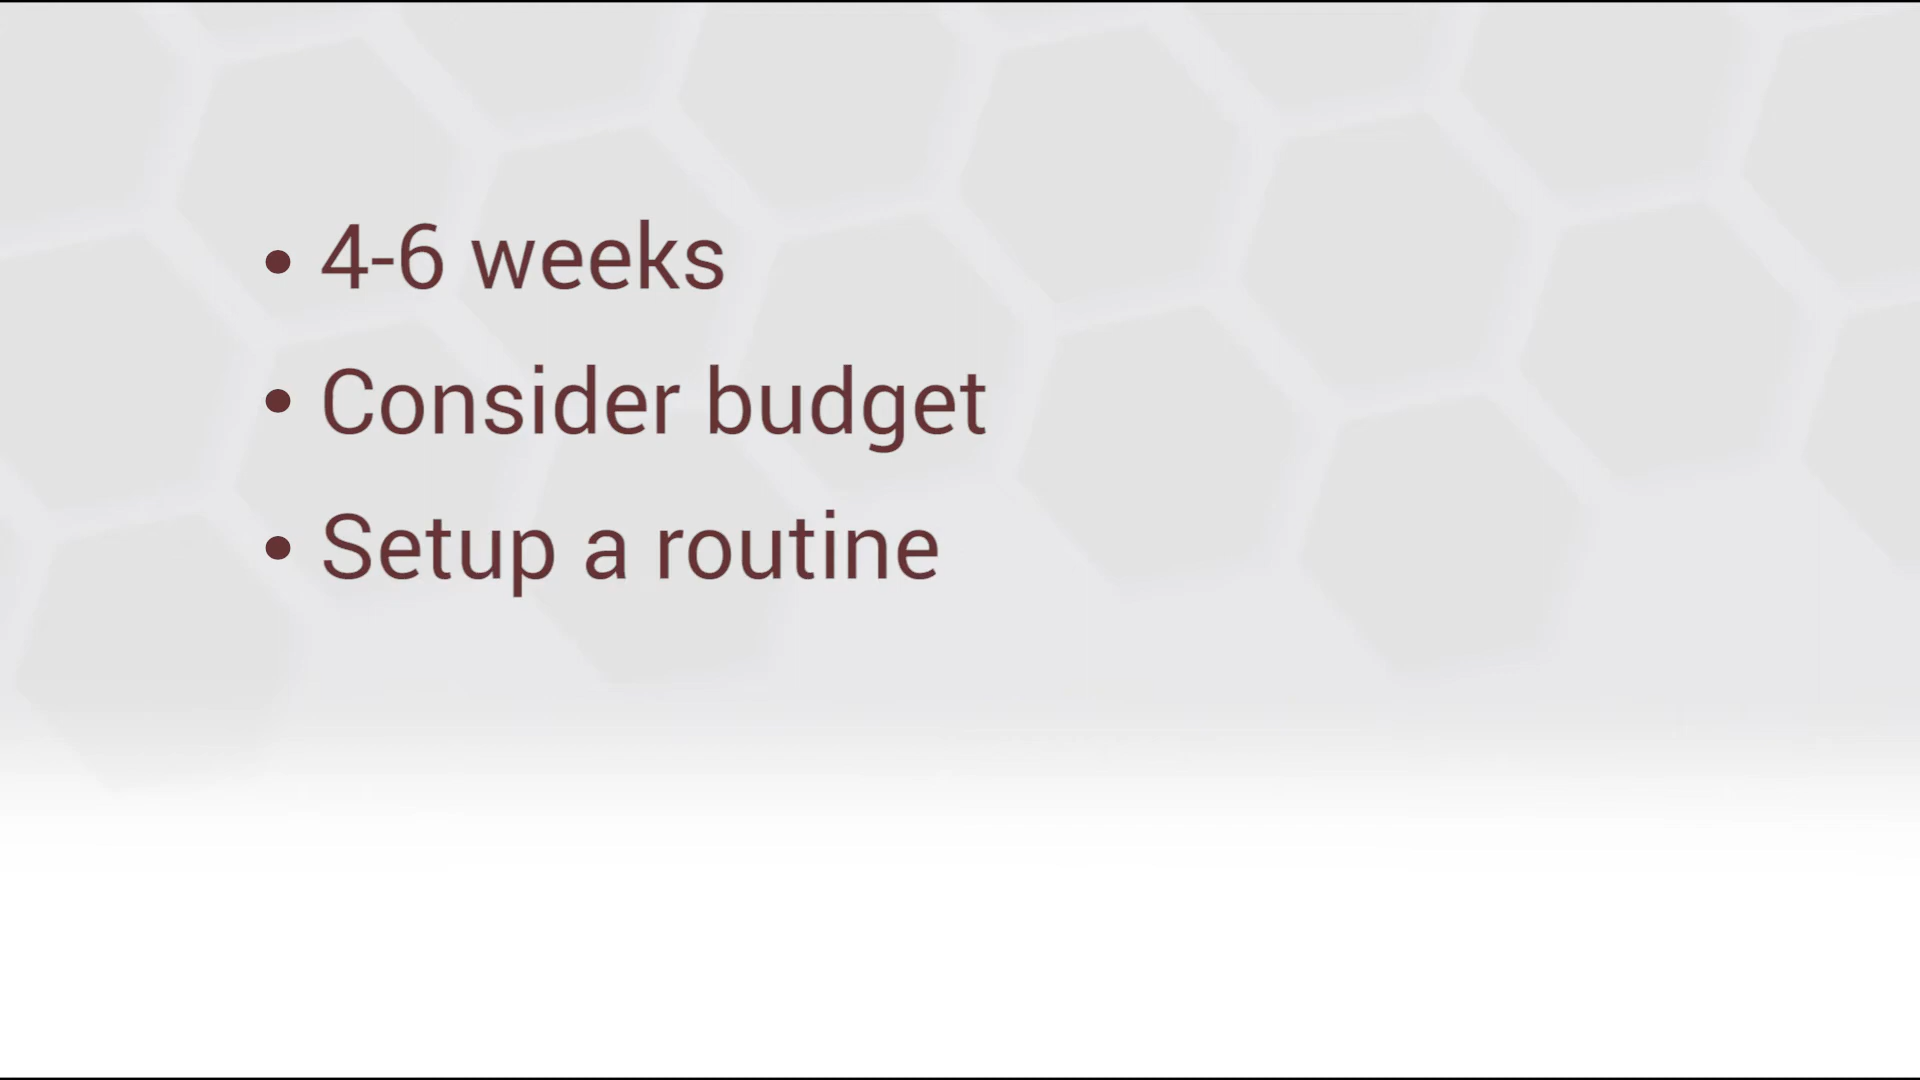 • 4-6 weeks
• Consider budget
• Setup a routine